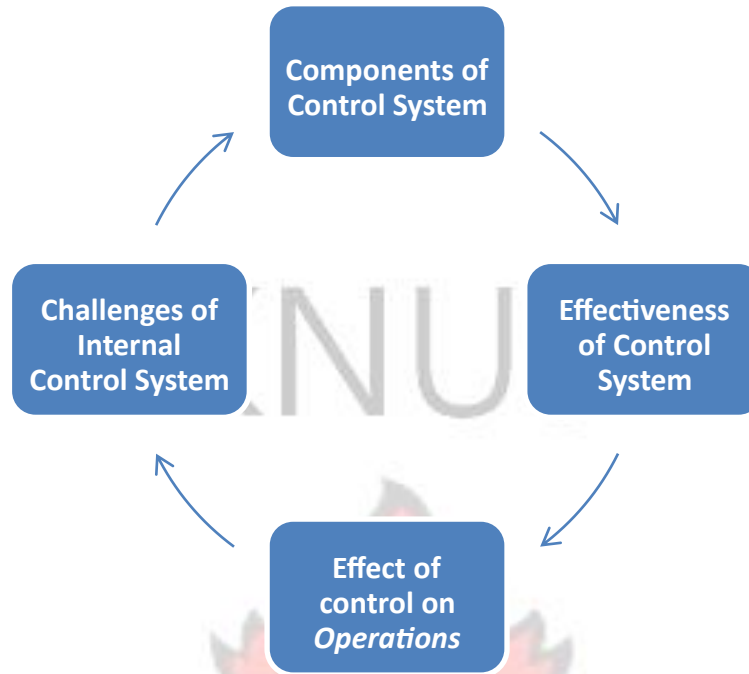 Components of
Control System
Effectiveness
of Control
System
Effect of
control on
Operations
Challenges of
Internal
Control System